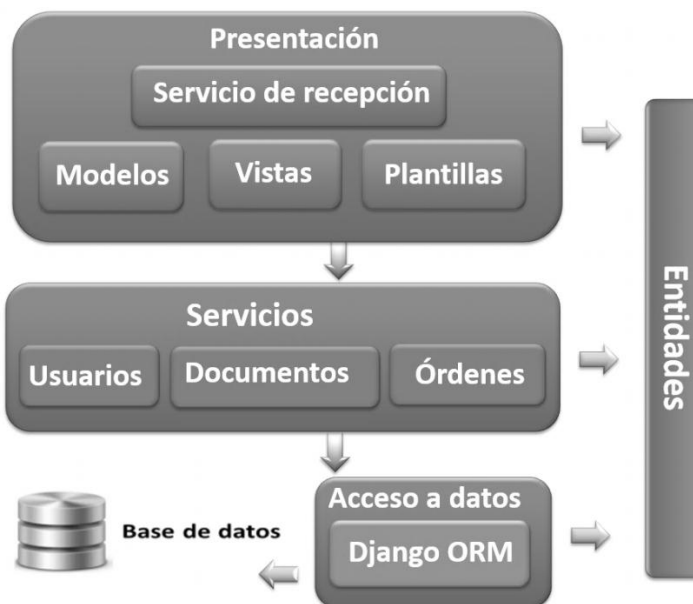 Presentación
Servicio de recepción
Modelos
Vistas
Plantillas
Servicios
Usuarios
Documentos
Órdenes
Acceso a datos
Django ORM
Base de datos
Entidades